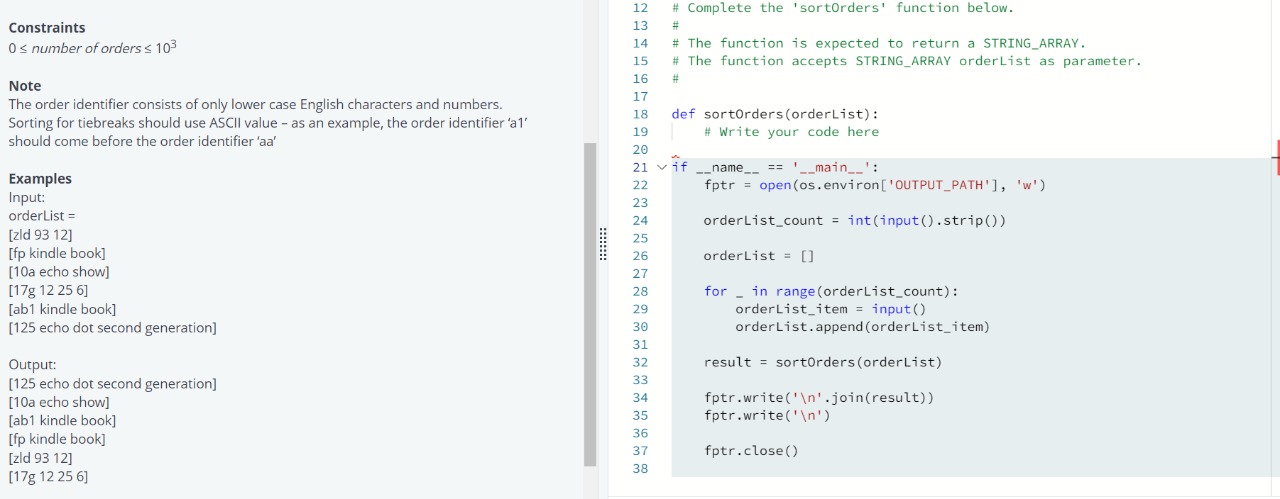 Constraints
0 ≤ number of orders ≤ 10³
Note
The order identifier consists of only lower case English characters and numbers.
Sorting for tiebreaks should use ASCII value – as an example, the order identifier ‘a1’
should come before the order identifier ‘aa’
Examples
Input:
orderList =
[zld 93 12]
[fp kindle book]
[10a echo show]
[17g 12 25 6]
[ab1 kindle book]
[125 echo dot second generation]
Output:
[125 echo dot second generation]
[10a echo show]
[ab1 kindle book]
[fp kindle book]
[zld 93 12]
[17g 12 25 6]
12 # Complete the 'sortOrders' function below.
13 #
14 # The function is expected to return a STRING_ARRAY.
15 # The function accepts STRING_ARRAY orderList as parameter.
16 #
17
18 def sortOrders(orderList):
19     # Write your code here
20
21 if __name__ == '__main__':
22     fptr = open(os.environ['OUTPUT_PATH'], 'w')
23
24     orderList_count = int(input().strip())
25
26     orderList = []
27
28     for _ in range(orderList_count):
29         orderList_item = input()
30         orderList.append(orderList_item)
31
32     result = sortOrders(orderList)
33
34     fptr.write('\n'.join(result))
35     fptr.write('\n')
36
37     fptr.close()
38